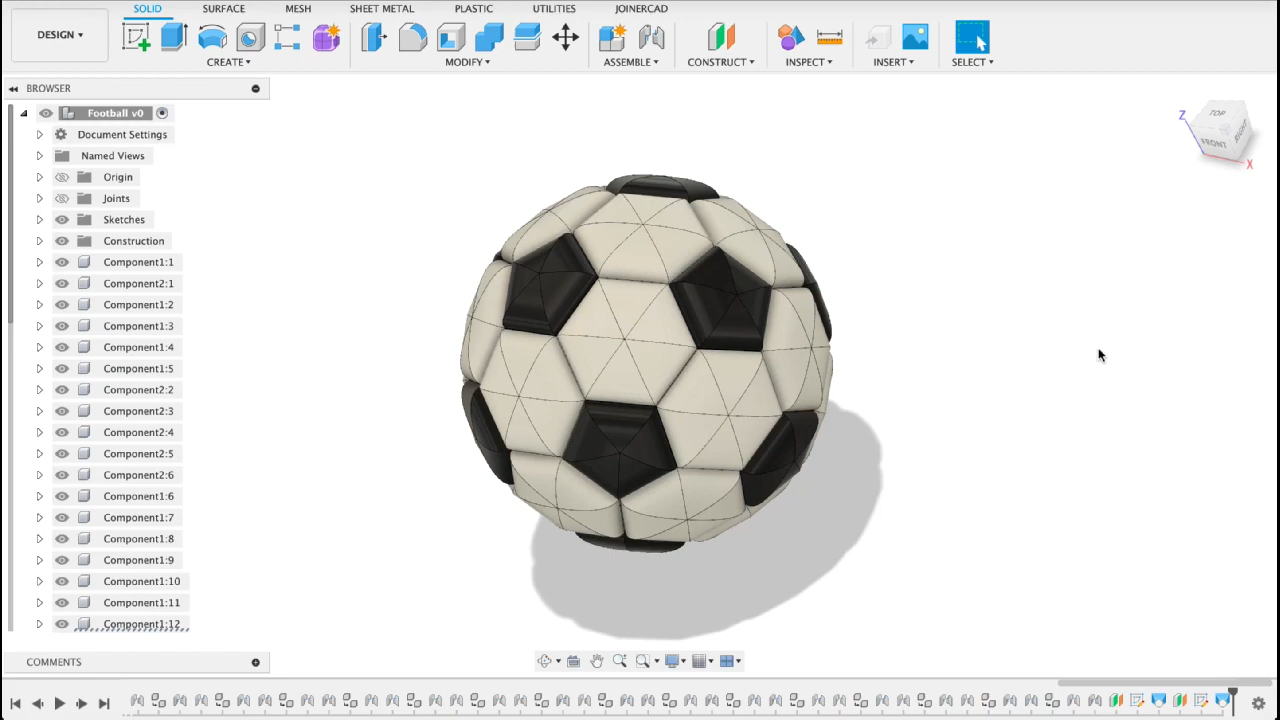 SOLID SURFACE MESH SHEET METAL PLASTIC UTILITIES JOINERCAD
DESIGN
CREATE MODIFY ASSEMBLE CONSTRUCT INSPECT INSERT SELECT
BROWSER
Football v0
Document Settings
Named Views
Origin
Joints
Sketches
Construction
Component1:1
Component2:1
Component1:2
Component1:3
Component1:4
Component1:5
Component2:2
Component2:3
Component2:4
Component2:5
Component2:6
Component1:6
Component1:7
Component1:8
Component1:9
Component1:10
Component1:11
Component1:12
COMMENTS
Z
TOP
FRONT
RIGHT
X